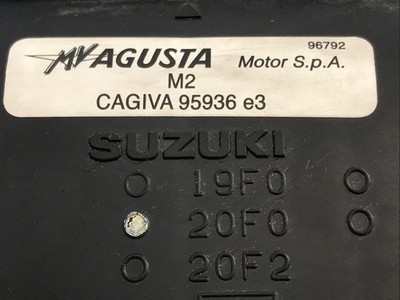 MV AGUSTA Motor S.p.A. 96792
M2
CAGIVA 95936 e3
SUZUKI
19F0
20F0
20F2